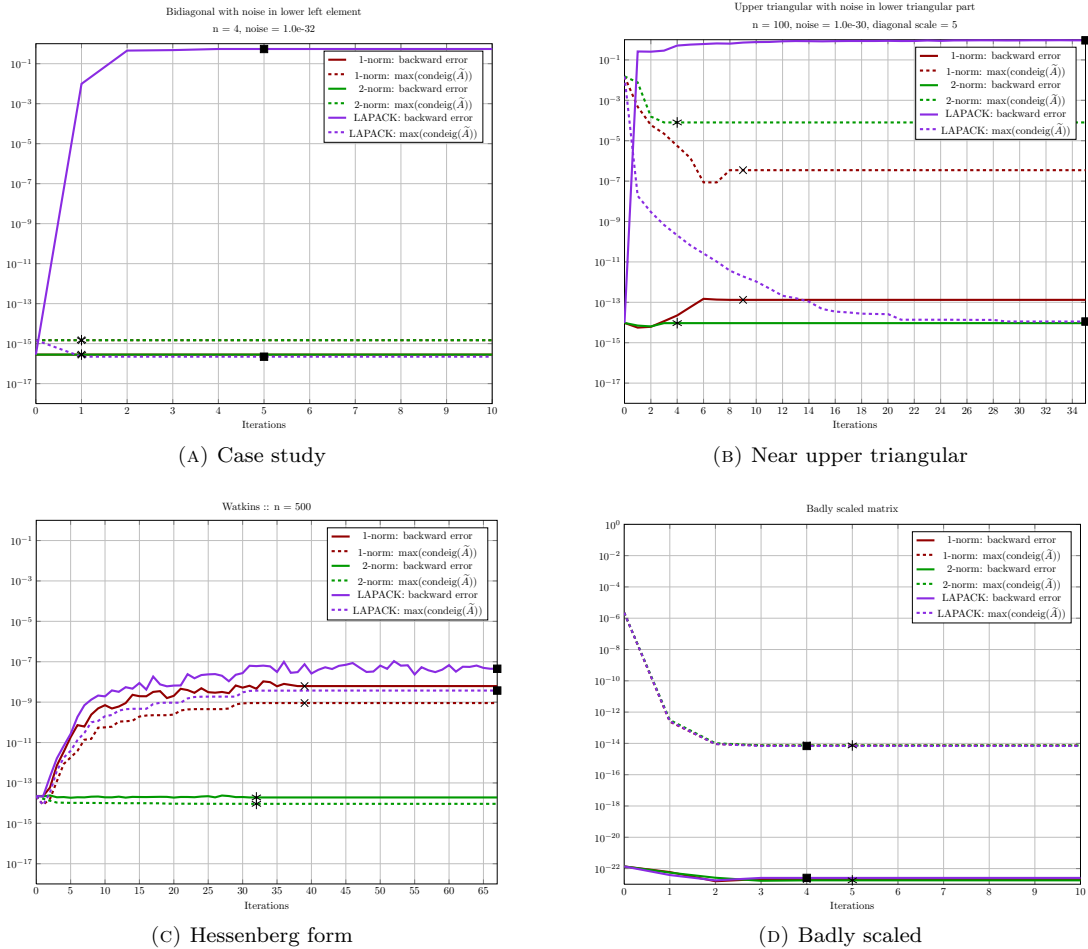 Bidiagonal with noise in lower left element
n = 4, noise = 1.0e-32
10^{-1}
10^{-3}
10^{-5}
10^{-7}
10^{-9}
10^{-11}
10^{-13}
10^{-15}
10^{-17}
1-norm: backward error
1-norm: max(condeig(Ã))
2-norm: backward error
2-norm: max(condeig(Ã))
LAPACK: backward error
LAPACK: max(condeig(Ã))
0 1 2 3 4 5 6 7 8 9 10
Iterations
(A) Case study
Upper triangular with noise in lower triangular part
n = 100, noise = 1.0e-30, diagonal scale = 5
10^{-1}
10^{-3}
10^{-5}
10^{-7}
10^{-9}
10^{-11}
10^{-13}
10^{-15}
10^{-17}
1-norm: backward error
1-norm: max(condeig(Ã))
2-norm: backward error
2-norm: max(condeig(Ã))
LAPACK: backward error
LAPACK: max(condeig(Ã))
0 2 4 6 8 10 12 14 16 18 20 22 24 26 28 30 32 34
Iterations
(B) Near upper triangular
Watkins :: n = 500
10^{-1}
10^{-3}
10^{-5}
10^{-7}
10^{-9}
10^{-11}
10^{-13}
10^{-15}
10^{-17}
1-norm: backward error
1-norm: max(condeig(Ã))
2-norm: backward error
2-norm: max(condeig(Ã))
LAPACK: backward error
LAPACK: max(condeig(Ã))
0 5 10 15 20 25 30 35 40 45 50 55 60 65
Iterations
(C) Hessenberg form
Badly scaled matrix
10^{0}
10^{-2}
10^{-4}
10^{-6}
10^{-8}
10^{-10}
10^{-12}
10^{-14}
10^{-16}
10^{-18}
10^{-20}
10^{-22}
1-norm: backward error
1-norm: max(condeig(Ã))
2-norm: backward error
2-norm: max(condeig(Ã))
LAPACK: backward error
LAPACK: max(condeig(Ã))
0 1 2 3 4 5 6 7 8 9 10
Iterations
(D) Badly scaled